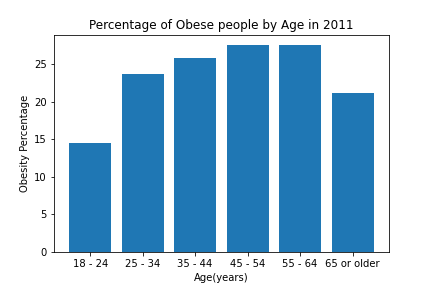 Percentage of Obese people by Age in 2011
Obesity Percentage
25
20
15
10
5
0
18 - 24 25 - 34 35 - 44 45 - 54 55 - 64 65 or older
Age(years)